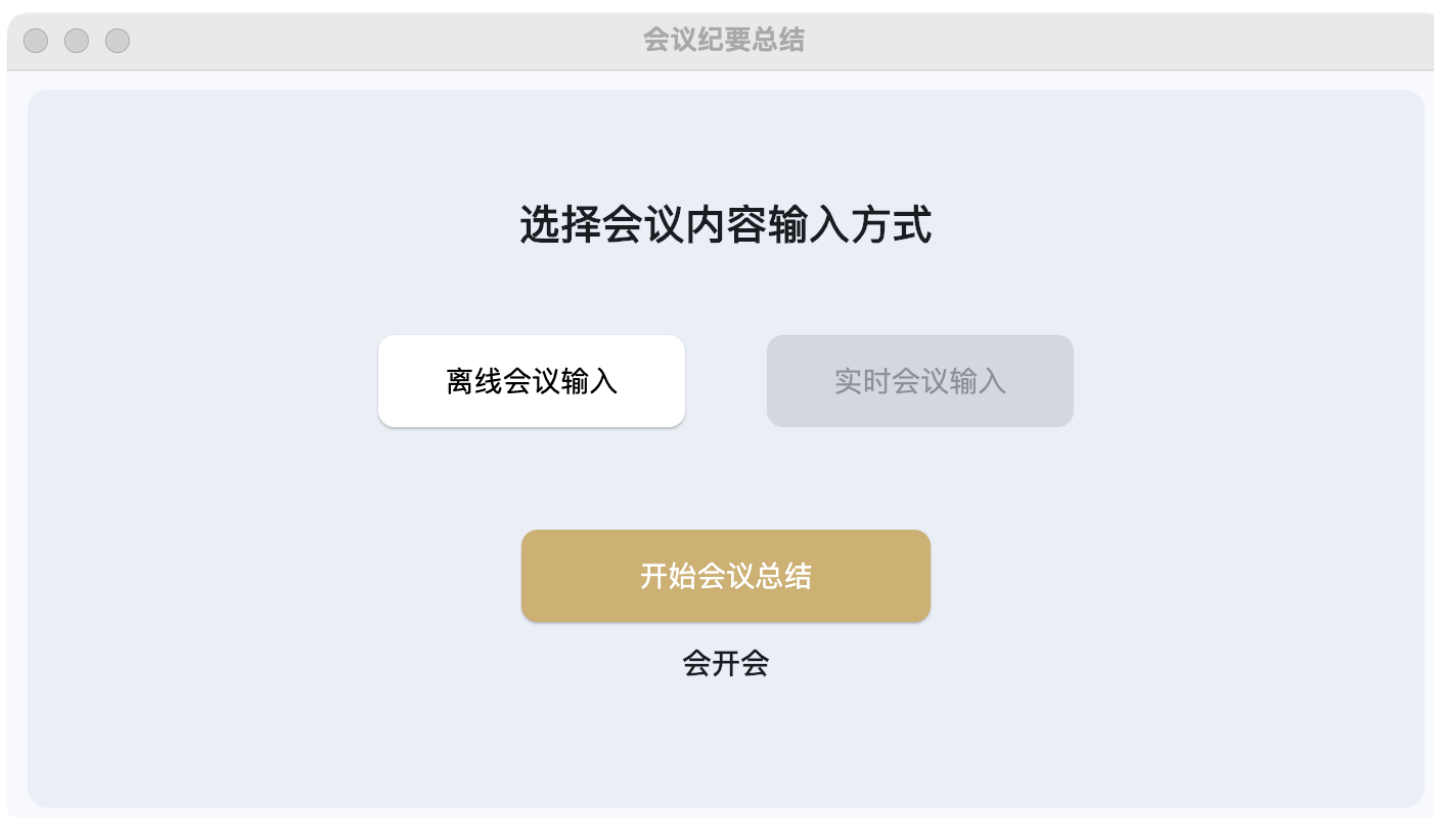 会议纪要总结
选择会议内容输入方式
离线会议输入 实时会议输入
开始会议总结
会开会